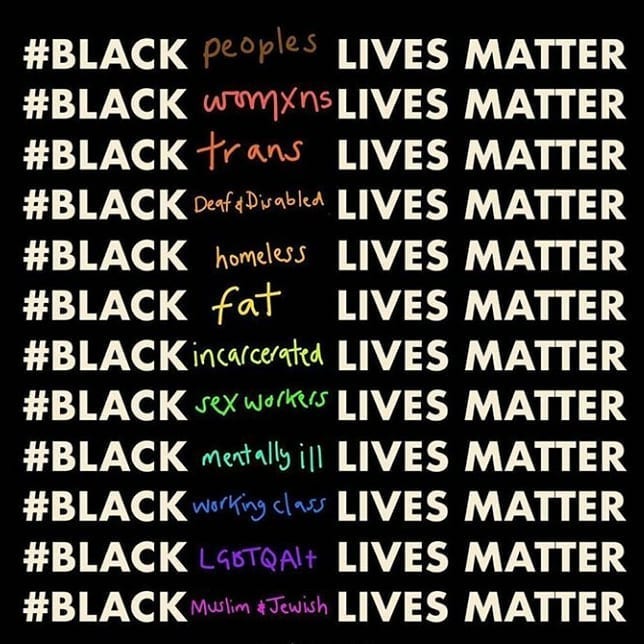 #BLACK peoples LIVES MATTER
#BLACK womxns LIVES MATTER
#BLACK trans LIVES MATTER
#BLACK Deaf & Disabled LIVES MATTER
#BLACK homeless LIVES MATTER
#BLACK fat LIVES MATTER
#BLACK incarcerated LIVES MATTER
#BLACK sex workers LIVES MATTER
#BLACK mentally ill LIVES MATTER
#BLACK working class LIVES MATTER
#BLACK LGBTQAI+ LIVES MATTER
#BLACK Muslim & Jewish LIVES MATTER